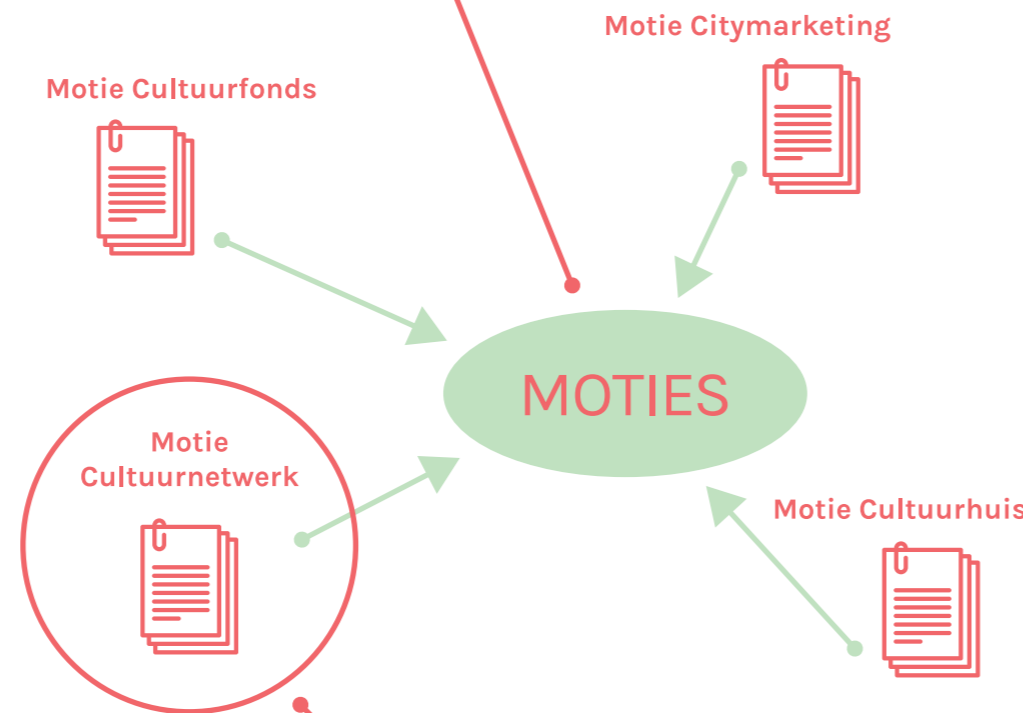 Motie Citymarketing
Motie Cultuurfonds
MOTIES
Motie
Cultuurnetwerk
Motie Cultuurhuis